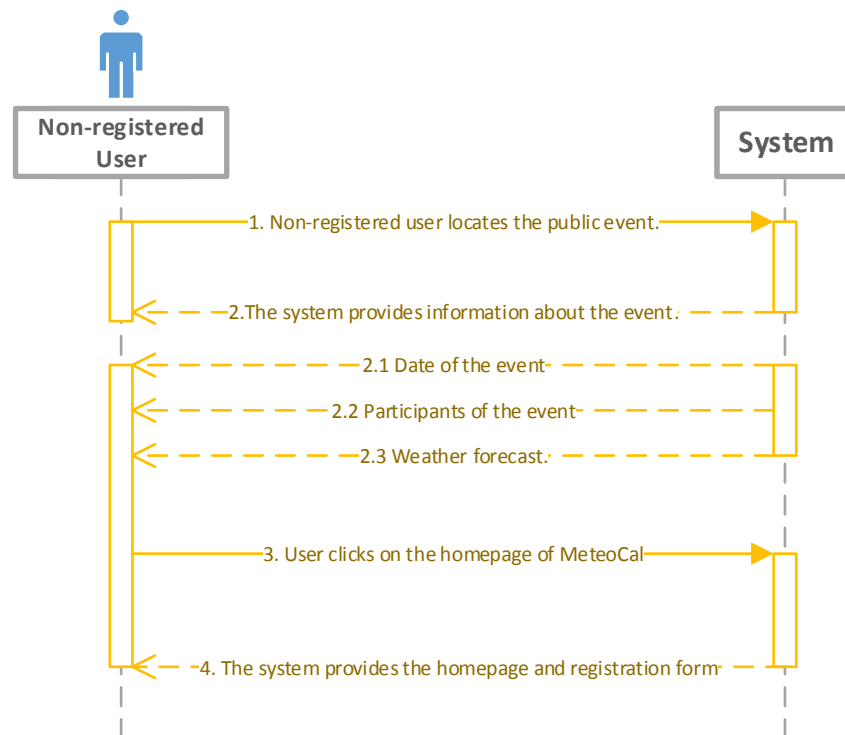 Non-registered
User
System
1. Non-registered user locates the public event.
2.The system provides information about the event.
2.1 Date of the event
2.2 Participants of the event
2.3 Weather forecast.
3. User clicks on the homepage of MeteoCal
4. The system provides the homepage and registration form